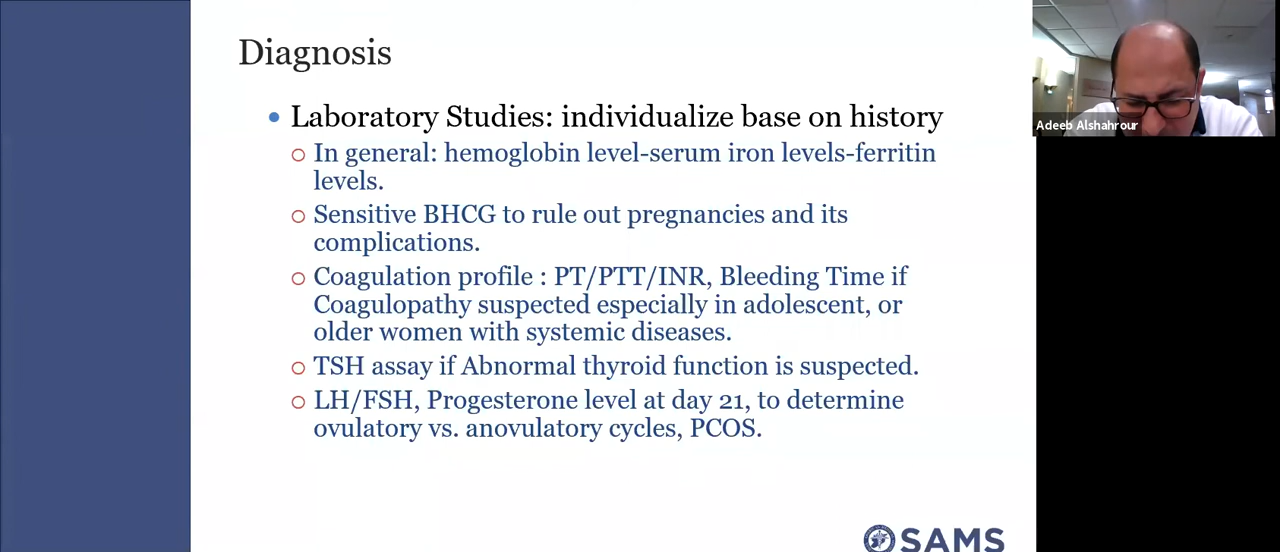 Diagnosis
Laboratory Studies: individualize base on history
In general: hemoglobin level-serum iron levels-ferritin
levels.
Sensitive BHCG to rule out pregnancies and its
complications.
Coagulation profile : PT/PTT/INR, Bleeding Time if
Coagulopathy suspected especially in adolescent, or
older women with systemic diseases.
TSH assay if Abnormal thyroid function is suspected.
LH/FSH, Progesterone level at day 21, to determine
ovulatory vs. anovulatory cycles, PCOS.
SAMS
Adeeb Alshahrour